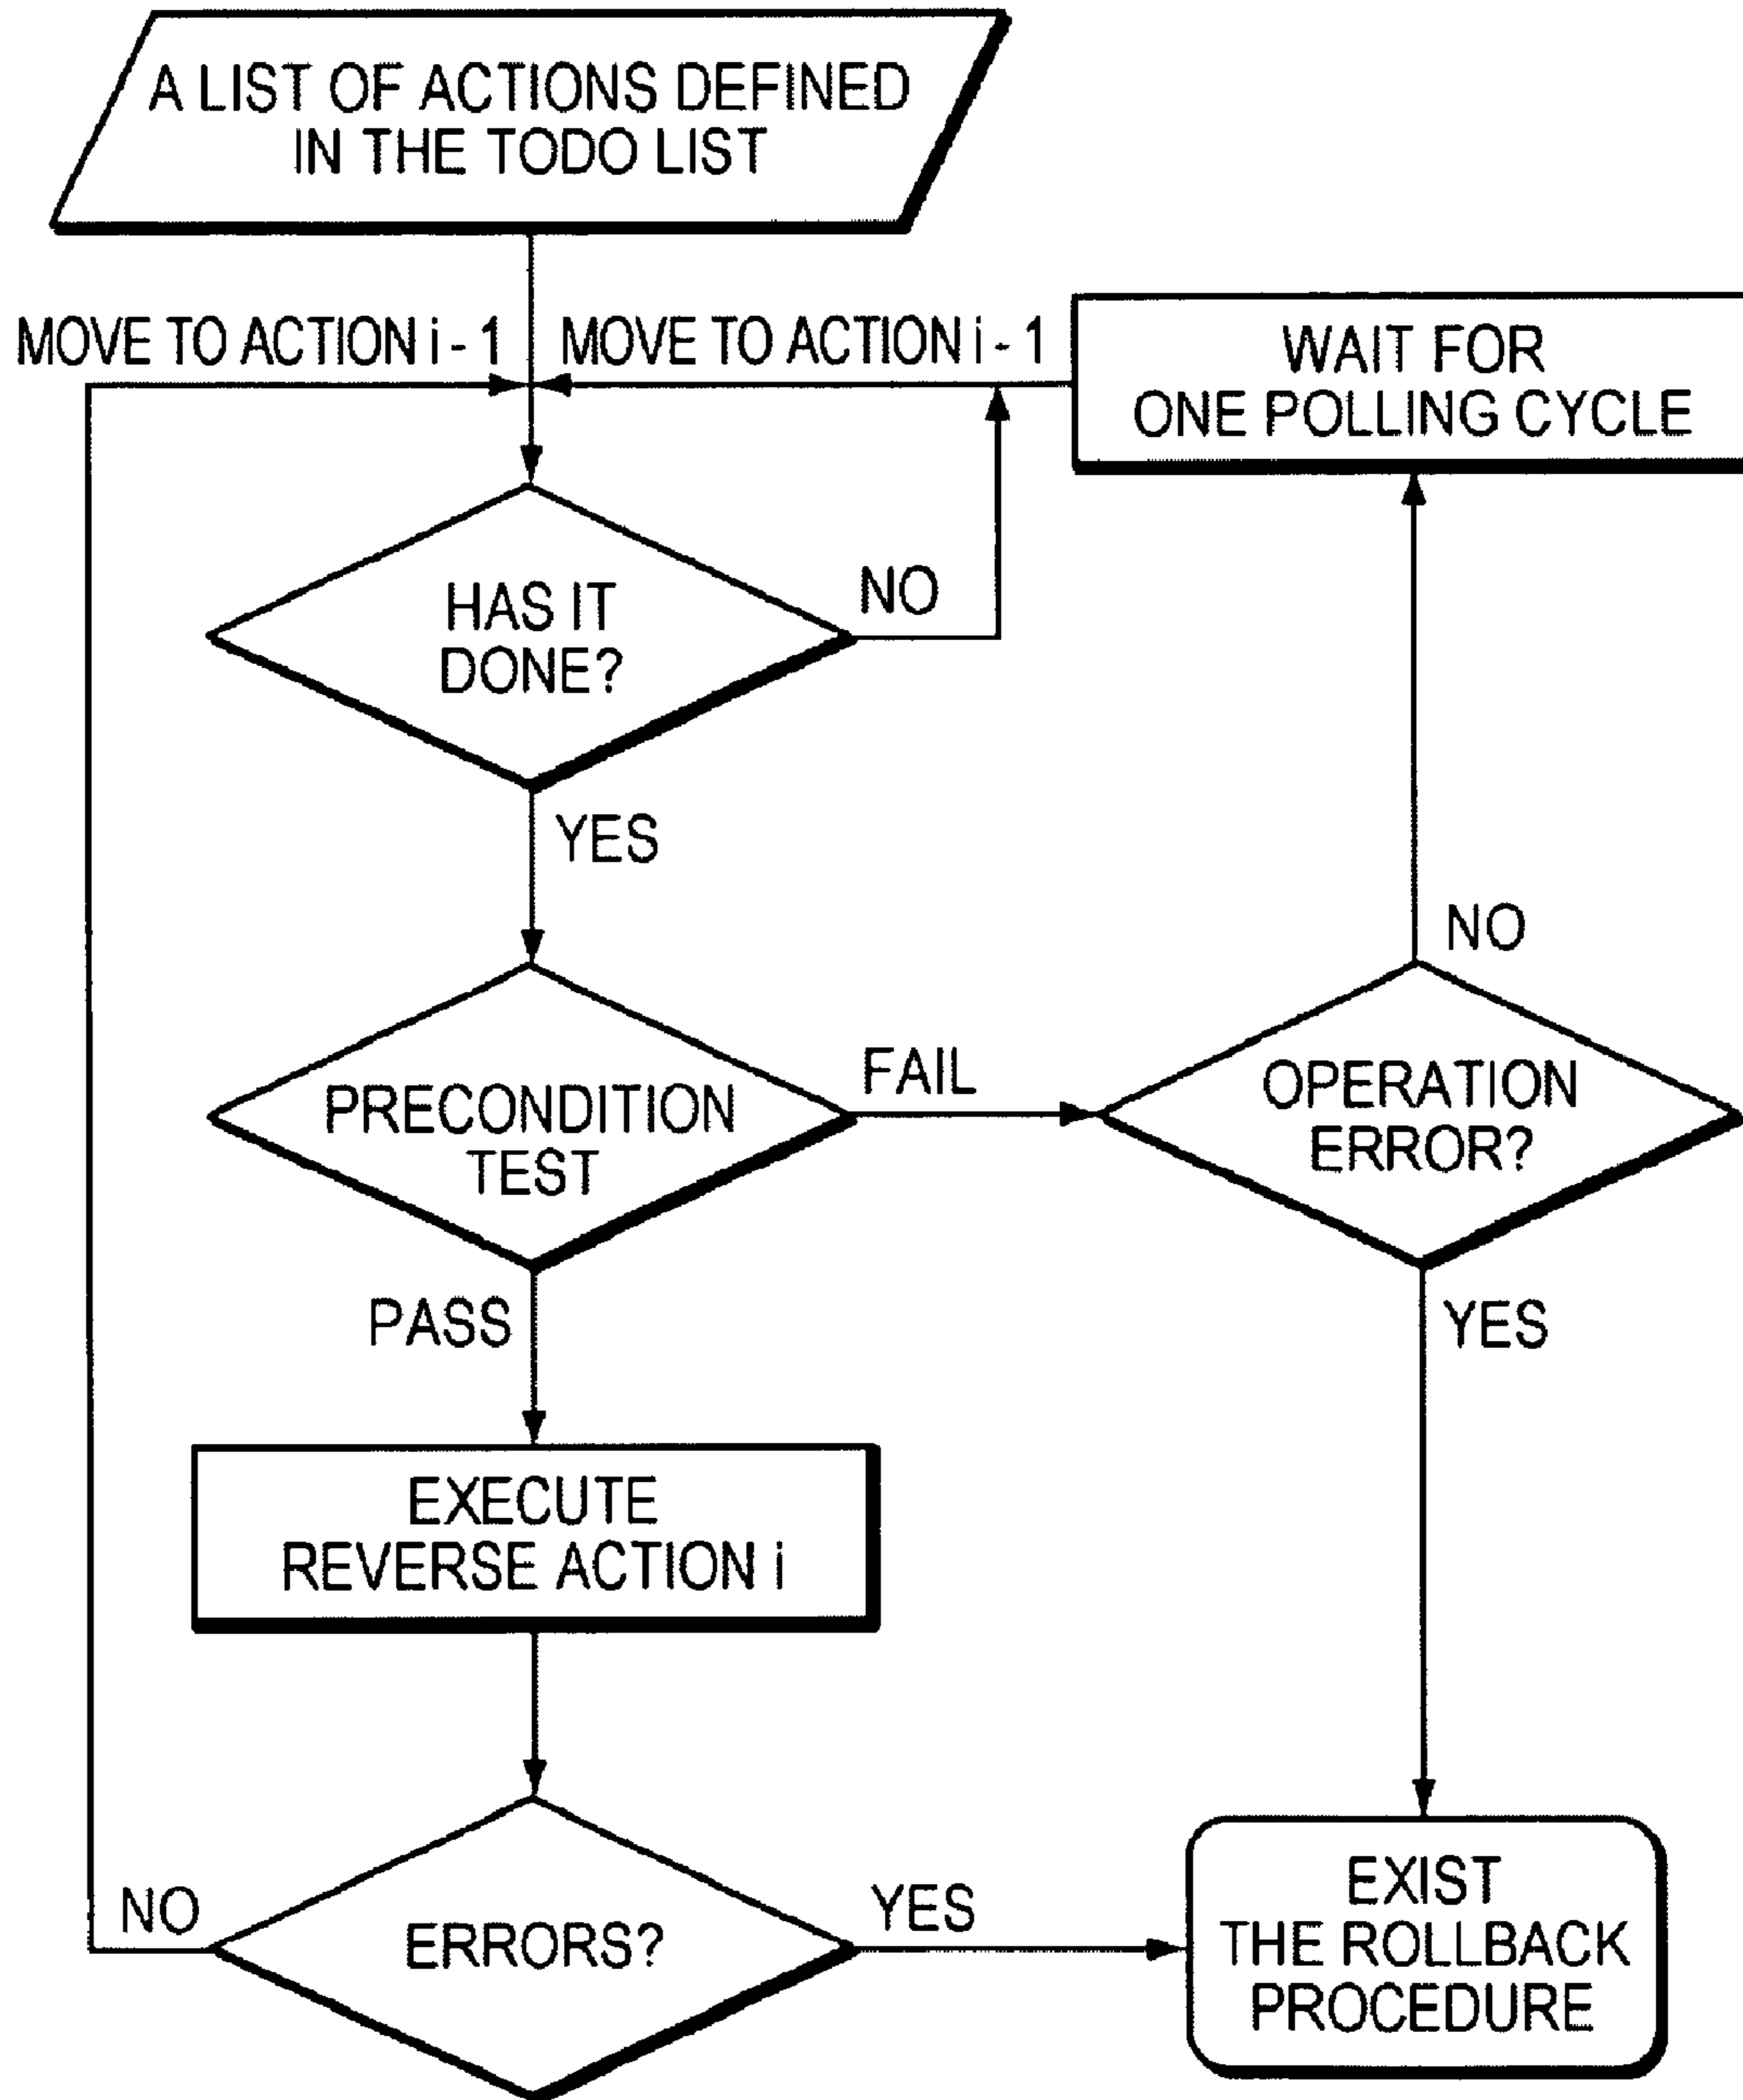 A LIST OF ACTIONS DEFINED
IN THE TODO LIST
MOVE TO ACTION i - 1
MOVE TO ACTION i - 1
WAIT FOR
ONE POLLING CYCLE
HAS IT
DONE?
NO
YES
NO
PRECONDITION
TEST
FAIL
OPERATION
ERROR?
PASS
YES
EXECUTE
REVERSE ACTION i
NO
ERRORS?
YES
EXIST
THE ROLLBACK
PROCEDURE